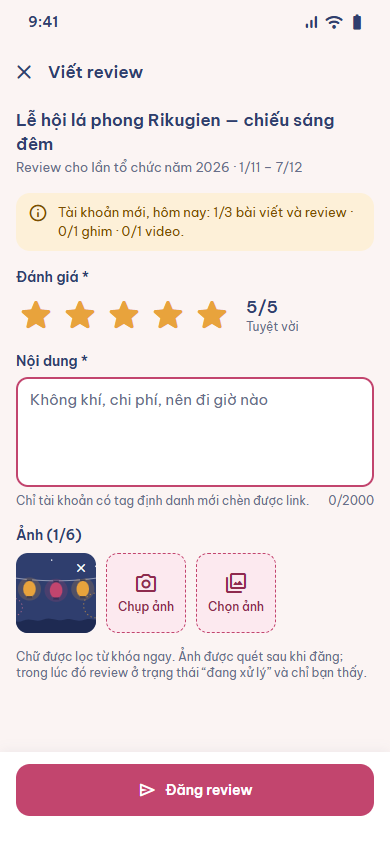 9:41
Viết review
Lễ hội lá phong Rikugien — chiếu sáng
đêm
Review cho lần tổ chức năm 2026 · 1/11 – 7/12
Tài khoản mới, hôm nay: 1/3 bài viết và review ·
0/1 ghim · 0/1 video.
Đánh giá *
5/5
Tuyệt vời
Nội dung *
Không khí, chi phí, nên đi giờ nào
Chỉ tài khoản có tag định danh mới chèn được link. 0/2000
Ảnh (1/6)
Chụp ảnh
Chọn ảnh
Chữ được lọc từ khóa ngay. Ảnh được quét sau khi đăng;
trong lúc đó review ở trạng thái “đang xử lý” và chỉ bạn thấy.
Đăng review